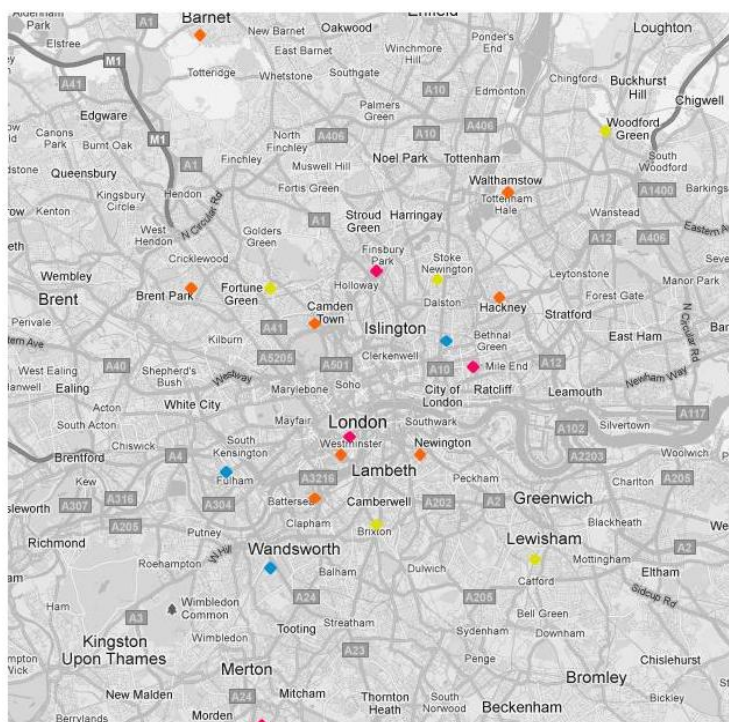 Aldenham Park
A1
Barnet
New Barnet
Oakwood
Enfield
Ponder's End
Loughton
Elstree
M1
East Barnet
Winchmore Hill
Totteridge
Whetstone
Southgate
Chingford
Buckhurst Hill
A41
A10
Edmonton
Chigwell
Edgware
Palmers Green
Woodford Green
Canons Park
Burnt Oak
M1
North Finchley
A406
A10
A406
Noel Park
Tottenham
South Woodford
Queensbury
A1
Finchley
Muswell Hill
Walthamstow
Kingsbury Circle
Hendon
Fortis Green
Tottenham Hale
A1400
Barkings
Kenton
N Circular Rd
A1
Stroud Green
Harringay
Wanstead
West Hendon
Golders Green
Finsbury Park
Stoke Newington
A12
A406
Eastern Ave
Cricklewood
Leytonstone
Wembley
Brent
Brent Park
Fortune Green
Holloway
Dalston
Hackney
Forest Gate
Manor Park
Camden Town
Stratford
N Circular Rd
Perivale
A41
Islington
Bethnal Green
East Ham
Kilburn
A5205
A501
Clerkenwell
A10
Mile End
A12
West Ealing
A40
Shepherd's Bush
Westway
Soho
City of London
Ratcliff
Leamouth
Newham Way
Hanwell
Ealing
Marylebone
Acton
White City
South Acton
Mayfair
London
Southwark
A102
Silvertown
A117
Chiswick
South Kensington
Westminster
Newington
Brentford
A4
A3216
Lambeth
A2203
Woolwich
Kew
Fulham
Peckham
Charlton
A205
A316
A307
A304
Battersea
Camberwell
A202
A2
Greenwich
A205
Putney
Clapham
Brixton
Blackheath
Richmond
W Hill
Wandsworth
Lewisham
A2
Roehampton
Balham
Dulwich
Mottingham
Eltham
Catford
Ham
Wimbledon Common
A24
A205
Sidcup Rd
A3
Streatham
Bell Green
Kingston Upon Thames
Wimbledon
Tooting
A23
Sydenham
Downham
Penge
Chislehurst
Merton
Bromley
New Malden
A24
Mitcham
Thornton Heath
South Norwood
Beckenham
Bickley
Berrylands
Morden